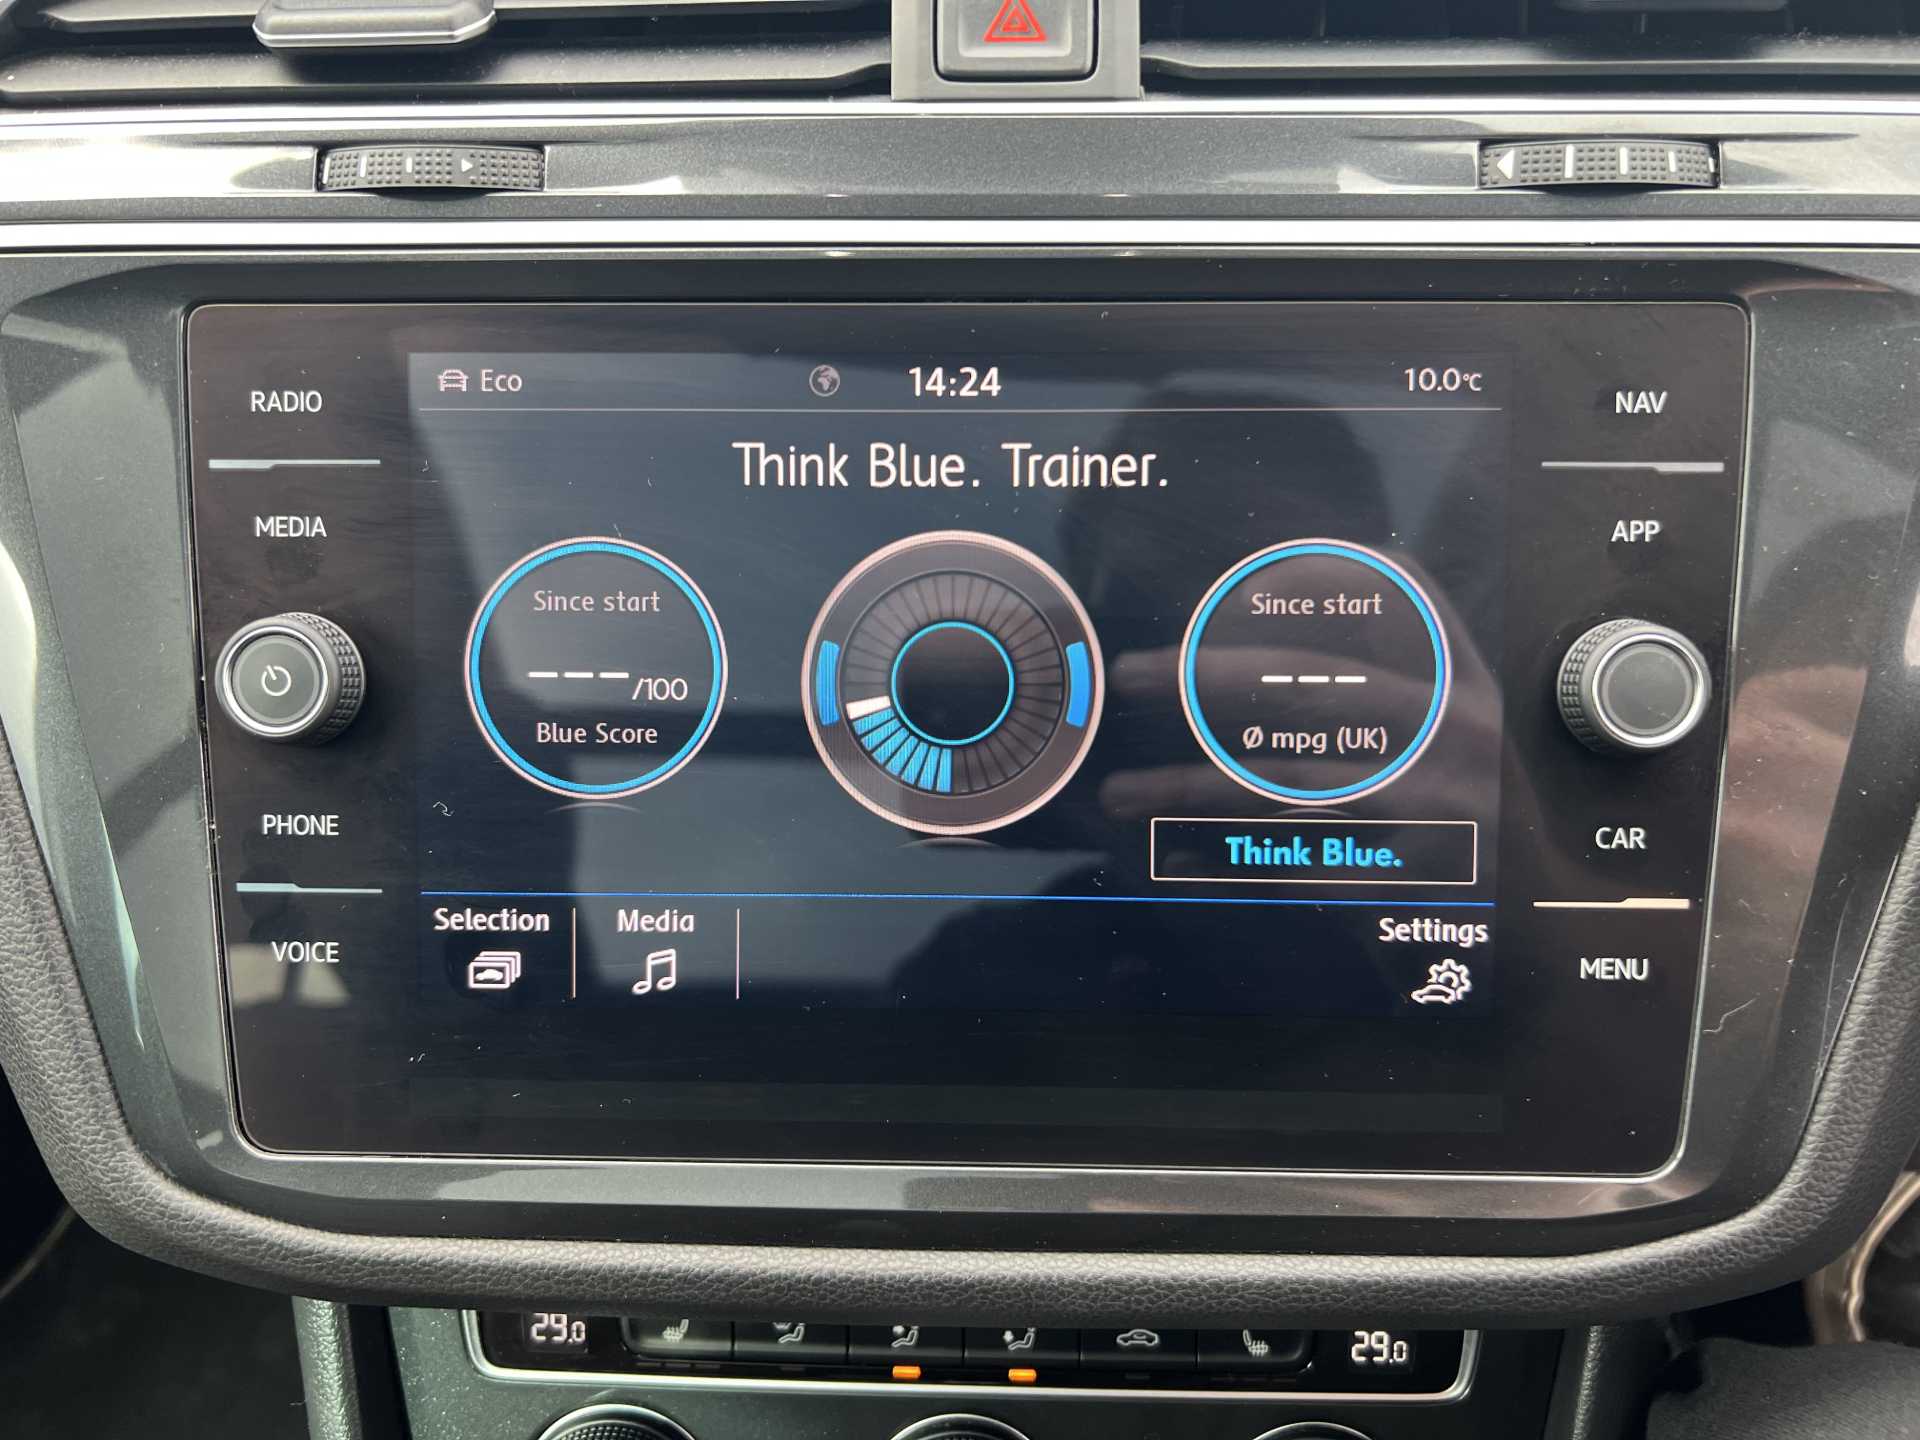 Eco
14:24
10.0°C
RADIO
MEDIA
PHONE
VOICE
Think Blue. Trainer.
Since start
---/100
Blue Score
Since start
---
Ø mpg (UK)
Think Blue.
Selection
Media
Settings
NAV
APP
CAR
MENU
29.0
29.0